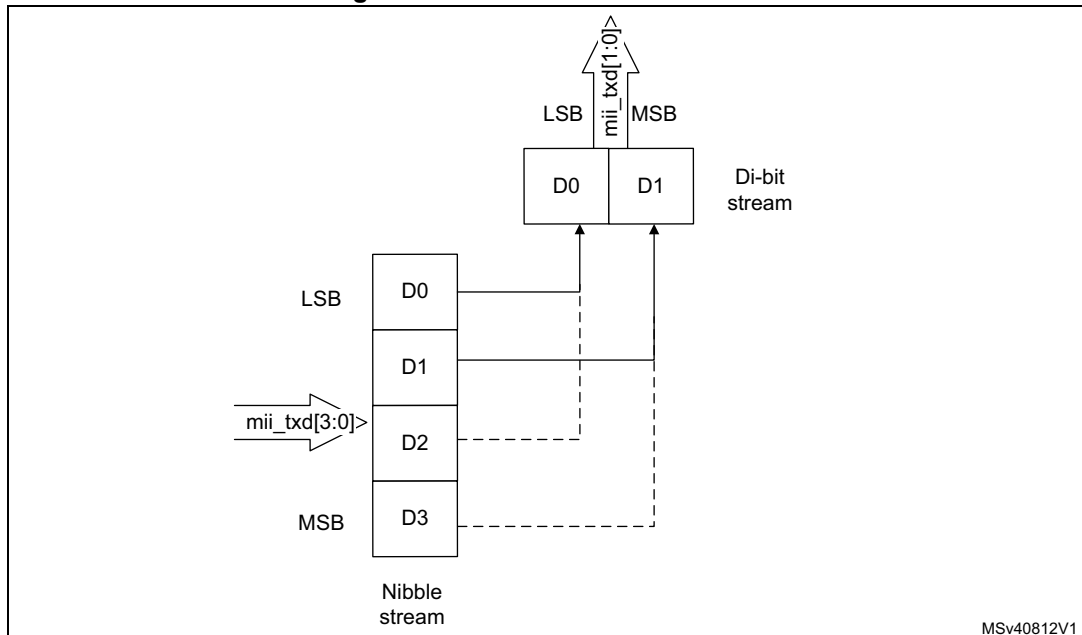 g
mii_txd[1:0]>
LSB
MSB
D0
D1
Di-bit
stream
LSB
D0
D1
mii_txd[3:0]>
D2
MSB
D3
Nibble
stream
MSv40812V1